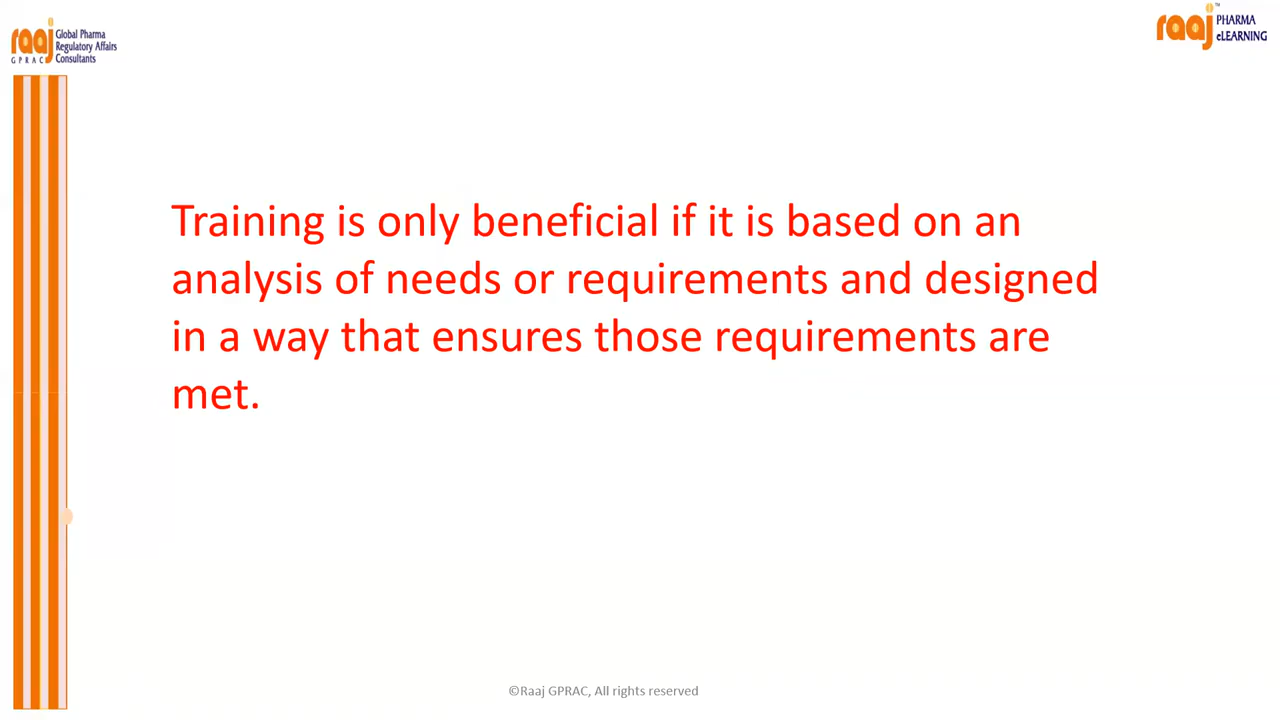 raaj
GPRAC
Global Pharma
Regulatory Affairs
Consultants
raaj
™
PHARMA
eLEARNING
Training is only beneficial if it is based on an
analysis of needs or requirements and designed
in a way that ensures those requirements are
met.
©Raaj GPRAC, All rights reserved